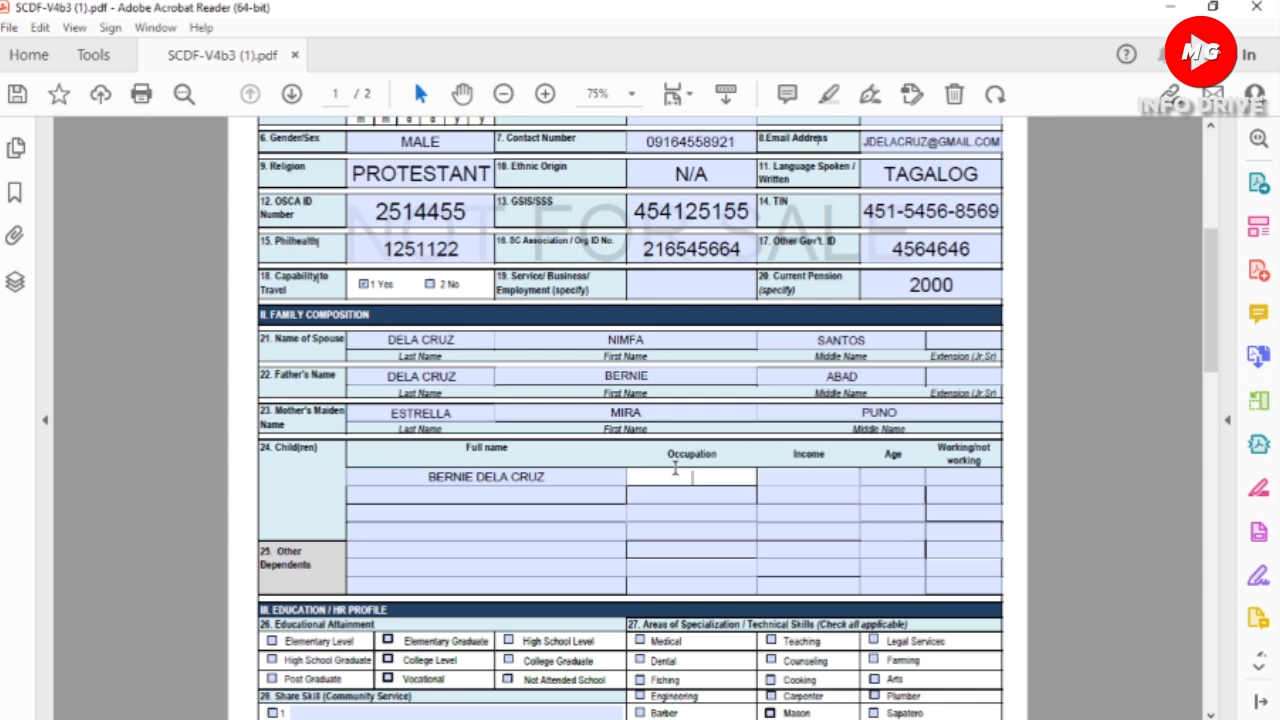 SCDF-V4b3 (1).pdf - Adobe Acrobat Reader (64-bit)
File Edit View Sign Window Help
Home Tools SCDF-V4b3 (1).pdf × In
MG
INFO DRIVE
1 / 2 75%
m m d d y y
6. Gender/Sex MALE 7. Contact Number 09164558921 8.Email Address JDELACRUZ@GMAIL.COM
9. Religion PROTESTANT 10. Ethnic Origin N/A 11. Language Spoken / Written TAGALOG
12. OSCA ID Number 2514455 13. GSIS/SSS 454125155 14. TIN 451-5456-8569
NOT FOR SALE
15. Philhealth 1251122 16. SC Association / Org ID No. 216545664 17. Other Gov't. ID 4564646
18. Capability to Travel 1 Yes 2 No 19. Service/ Business/ Employment (specify) 20. Current Pension (specify) 2000
II. FAMILY COMPOSITION
21. Name of Spouse DELA CRUZ NIMFA SANTOS
Last Name First Name Middle Name Extension (Jr,Sr)
22. Father's Name DELA CRUZ BERNIE ABAD
Last Name First Name Middle Name Extension (Jr,Sr)
23. Mother's Maiden Name ESTRELLA MIRA PUNO
Last Name First Name Middle Name
24. Child(ren) Full name Occupation Income Age Working/not working
BERNIE DELA CRUZ
25. Other Dependents
III. EDUCATION / HR PROFILE
26. Educational Attainment 27. Areas of Specialization / Technical Skills (Check all applicable)
Elementary Level Elementary Graduate High School Level Medical Teaching Legal Services
High School Graduate College Level College Graduate Dental Counseling Farming
Post Graduate Vocational Not Attended School Fishing Cooking Arts
28. Share Skill (Community Service) Engineering Carpenter Plumber
1 Barber Mason Sapatero